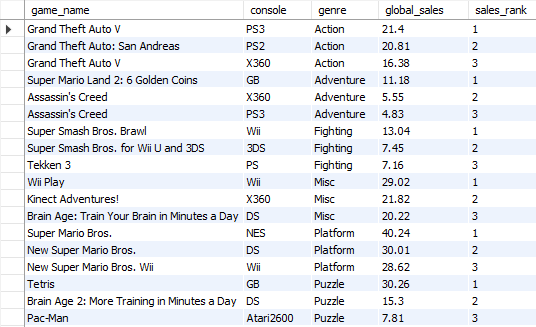 game_name console genre global_sales sales_rank
Grand Theft Auto V PS3 Action 21.4 1
Grand Theft Auto: San Andreas PS2 Action 20.81 2
Grand Theft Auto V X360 Action 16.38 3
Super Mario Land 2: 6 Golden Coins GB Adventure 11.18 1
Assassin's Creed X360 Adventure 5.55 2
Assassin's Creed PS3 Adventure 4.83 3
Super Smash Bros. Brawl Wii Fighting 13.04 1
Super Smash Bros. for Wii U and 3DS 3DS Fighting 7.45 2
Tekken 3 PS Fighting 7.16 3
Wii Play Wii Misc 29.02 1
Kinect Adventures! X360 Misc 21.82 2
Brain Age: Train Your Brain in Minutes a Day DS Misc 20.22 3
Super Mario Bros. NES Platform 40.24 1
New Super Mario Bros. DS Platform 30.01 2
New Super Mario Bros. Wii Wii Platform 28.62 3
Tetris GB Puzzle 30.26 1
Brain Age 2: More Training in Minutes a Day DS Puzzle 15.3 2
Pac-Man Atari2600 Puzzle 7.81 3